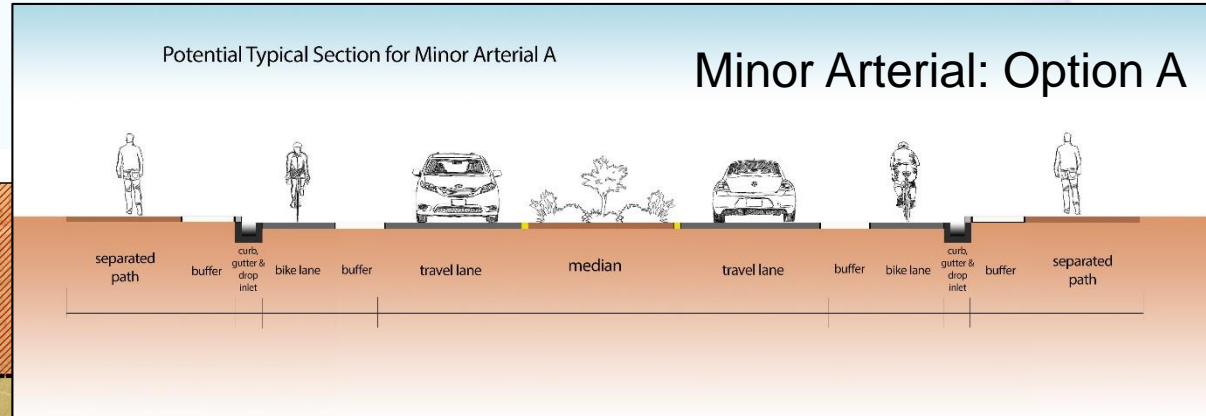 Potential Typical Section for Minor Arterial A
Minor Arterial: Option A
separated
path
buffer
curb,
gutter &
drop
inlet
bike lane
buffer
travel lane
median
travel lane
buffer
bike lane
curb,
gutter &
drop
inlet
buffer
separated
path